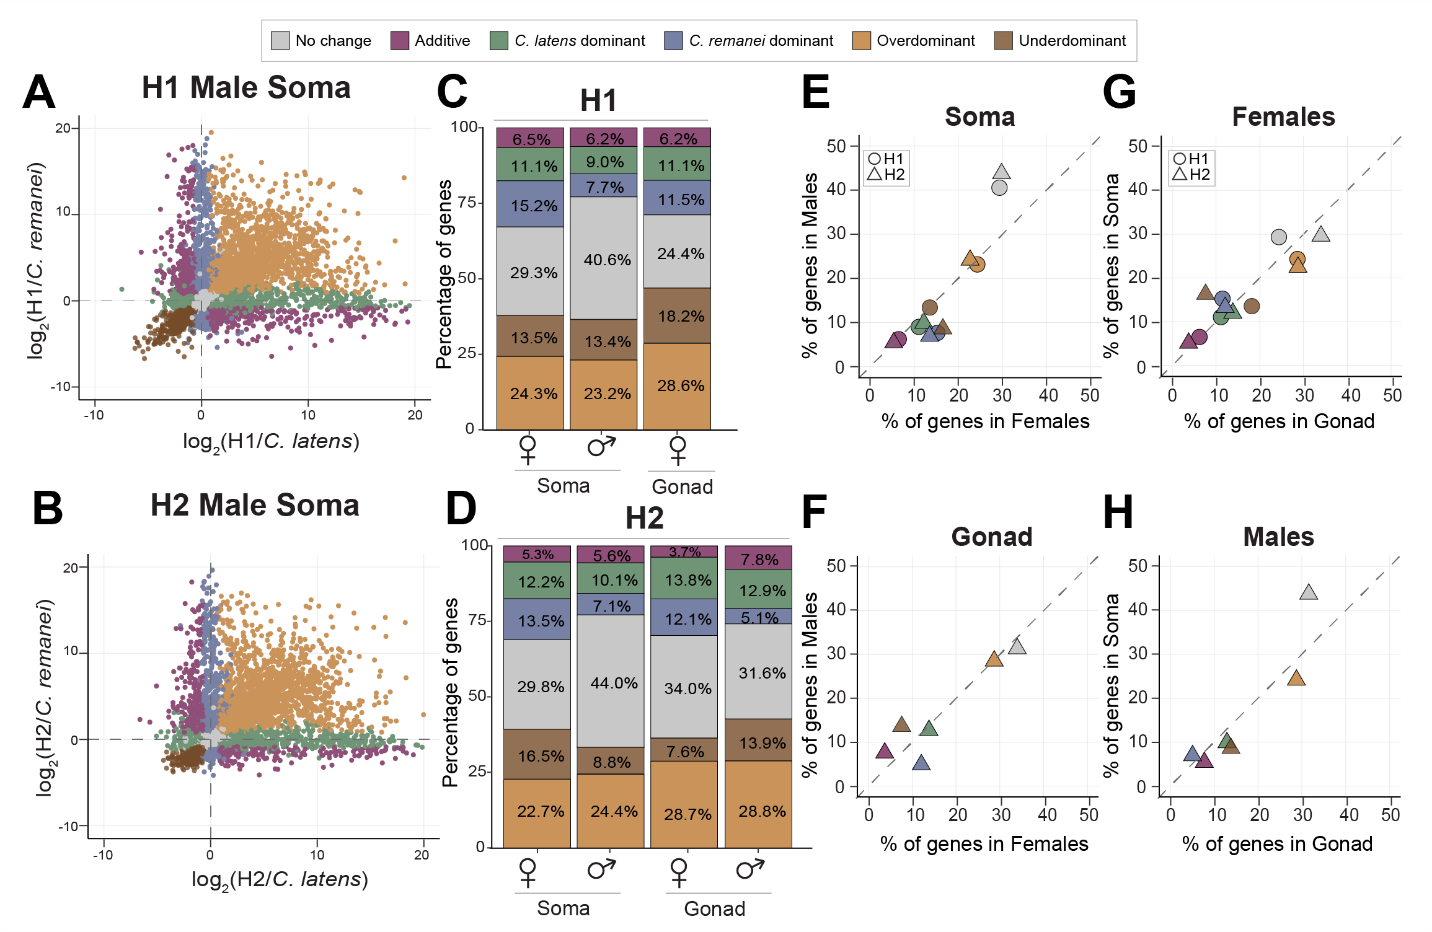 No change Additive C. latens dominant C. remanei dominant Overdominant Underdominant
A
H1 Male Soma
20
10
0
-10
log2(H1/C. remanei)
-10 0 10 20
log2(H1/C. latens)
B
H2 Male Soma
20
10
0
-10
log2(H2/C. remanei)
-10 0 10 20
log2(H2/C. latens)
C
H1
Percentage of genes
100
75
50
25
0
6.5% 6.2% 6.2%
11.1% 9.0% 11.1%
15.2% 7.7% 11.5%
29.3% 40.6% 24.4%
13.5% 13.4% 18.2%
24.3% 23.2% 28.6%
♀ ♂ ♀
Soma Gonad
D
H2
Percentage of genes
100
75
50
25
0
5.3% 5.6% 3.7% 7.8%
12.2% 10.1% 13.8% 12.9%
13.5% 7.1% 12.1% 5.1%
29.8% 44.0% 34.0% 31.6%
16.5% 8.8% 7.6% 13.9%
22.7% 24.4% 28.7% 28.8%
♀ ♂ ♀ ♂
Soma Gonad
E
Soma
H1
H2
% of genes in Males
50
40
30
20
10
0
0 10 20 30 40 50
% of genes in Females
F
Gonad
% of genes in Males
50
40
30
20
10
0
0 10 20 30 40 50
% of genes in Females
G
Females
H1
H2
% of genes in Soma
50
40
30
20
10
0
0 10 20 30 40 50
% of genes in Gonad
H
Males
% of genes in Soma
50
40
30
20
10
0
0 10 20 30 40 50
% of genes in Gonad